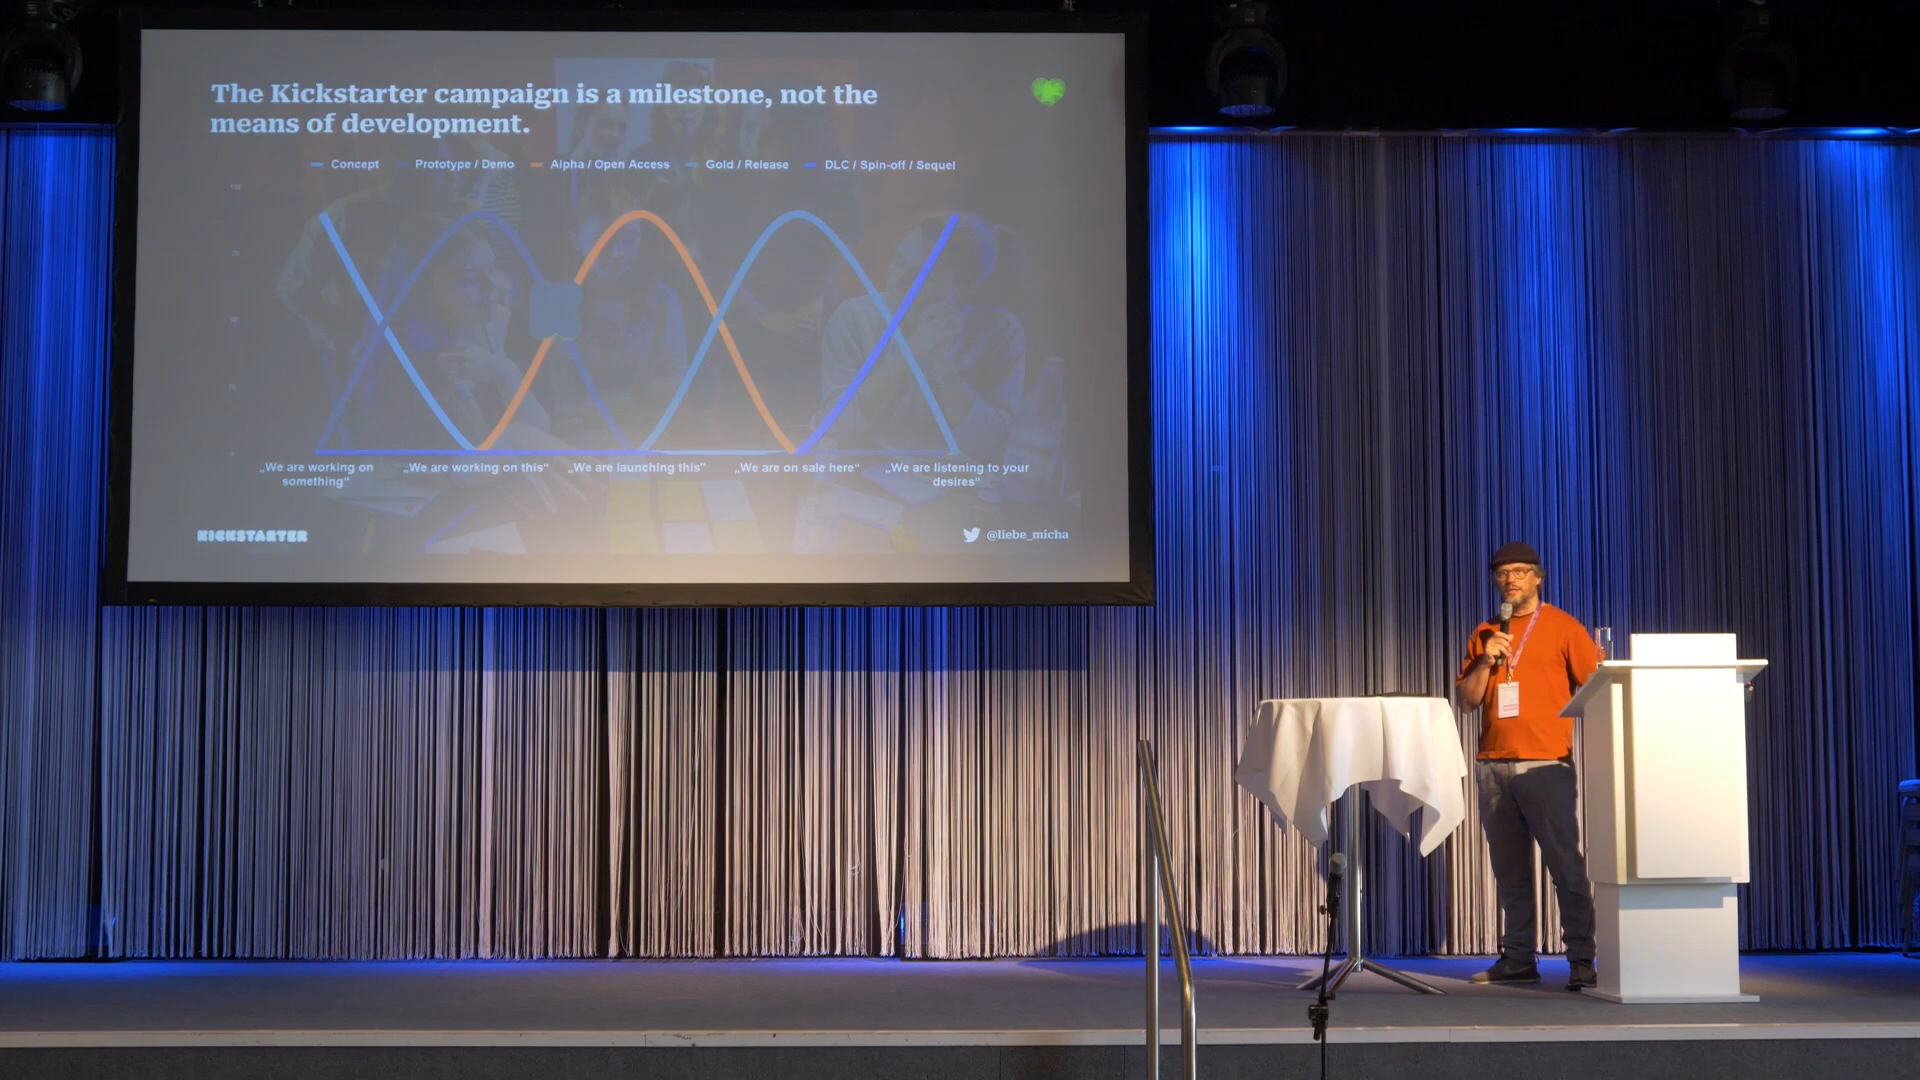 The Kickstarter campaign is a milestone, not the
means of development.
Concept Prototype / Demo Alpha / Open Access Gold / Release DLC / Spin-off / Sequel
„We are working on
something“
„We are working on this“
„We are launching this“
„We are on sale here“
„We are listening to your
desires“
KICKSTARTER
@liebe_micha